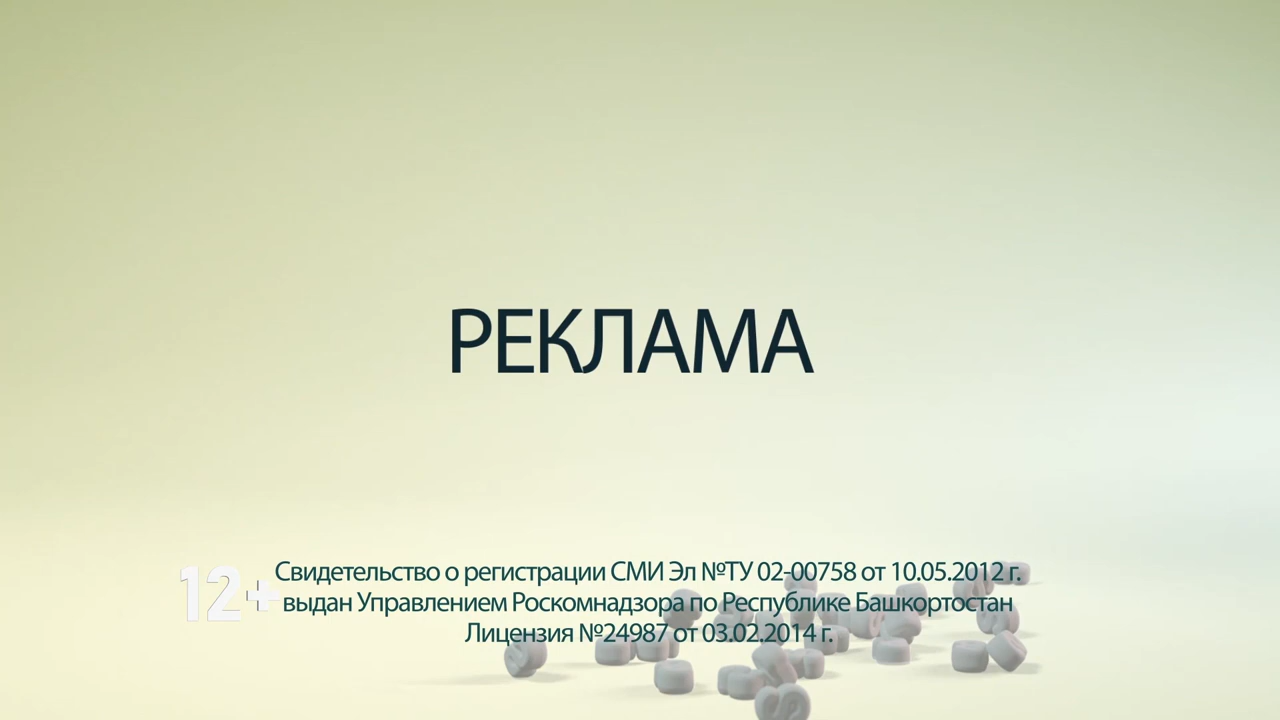 РЕКЛАМА
12+
Свидетельство о регистрации СМИ Эл №ТУ 02-00758 от 10.05.2012 г.
выдан Управлением Роскомнадзора по Республике Башкортостан
Лицензия №24987 от 03.02.2014 г.